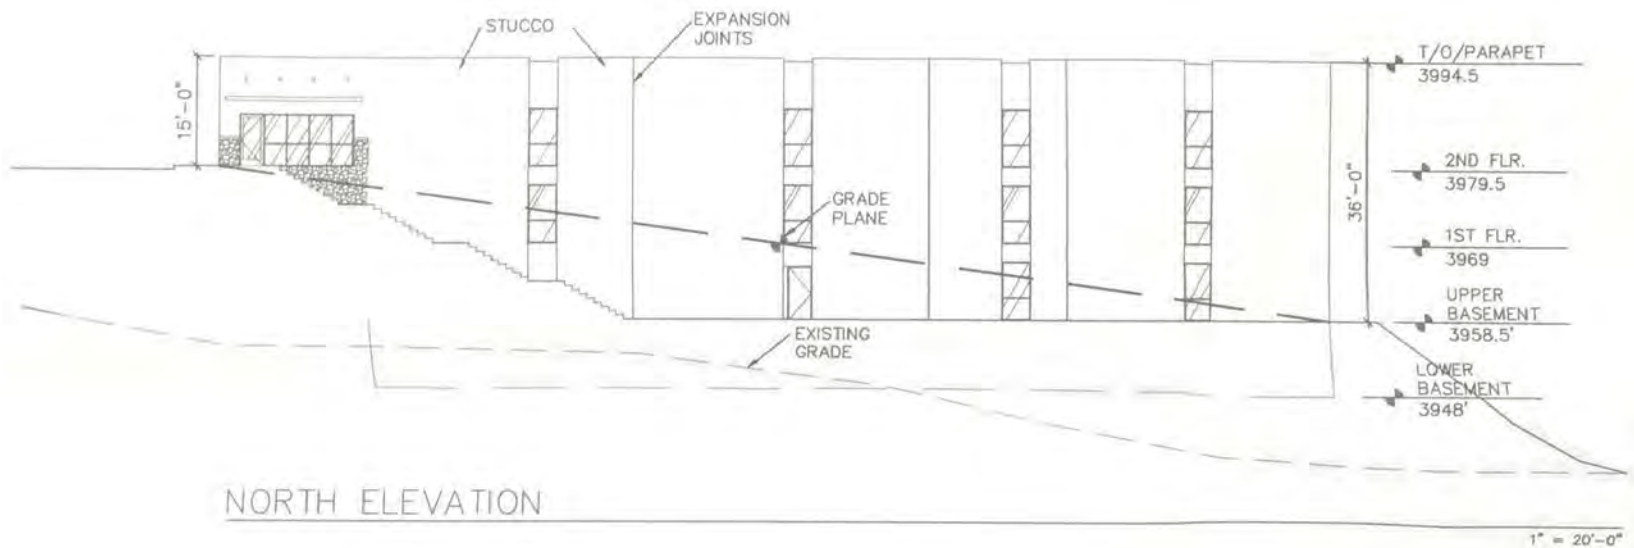 STUCCO
EXPANSION
JOINTS
T/O/PARAPET
3994.5
15'-0"
2ND FLR.
3979.5
GRADE
PLANE
36'-0"
1ST FLR.
3969
UPPER
BASEMENT
3958.5'
EXISTING
GRADE
LOWER
BASEMENT
3948'
NORTH ELEVATION
1" = 20'-0"